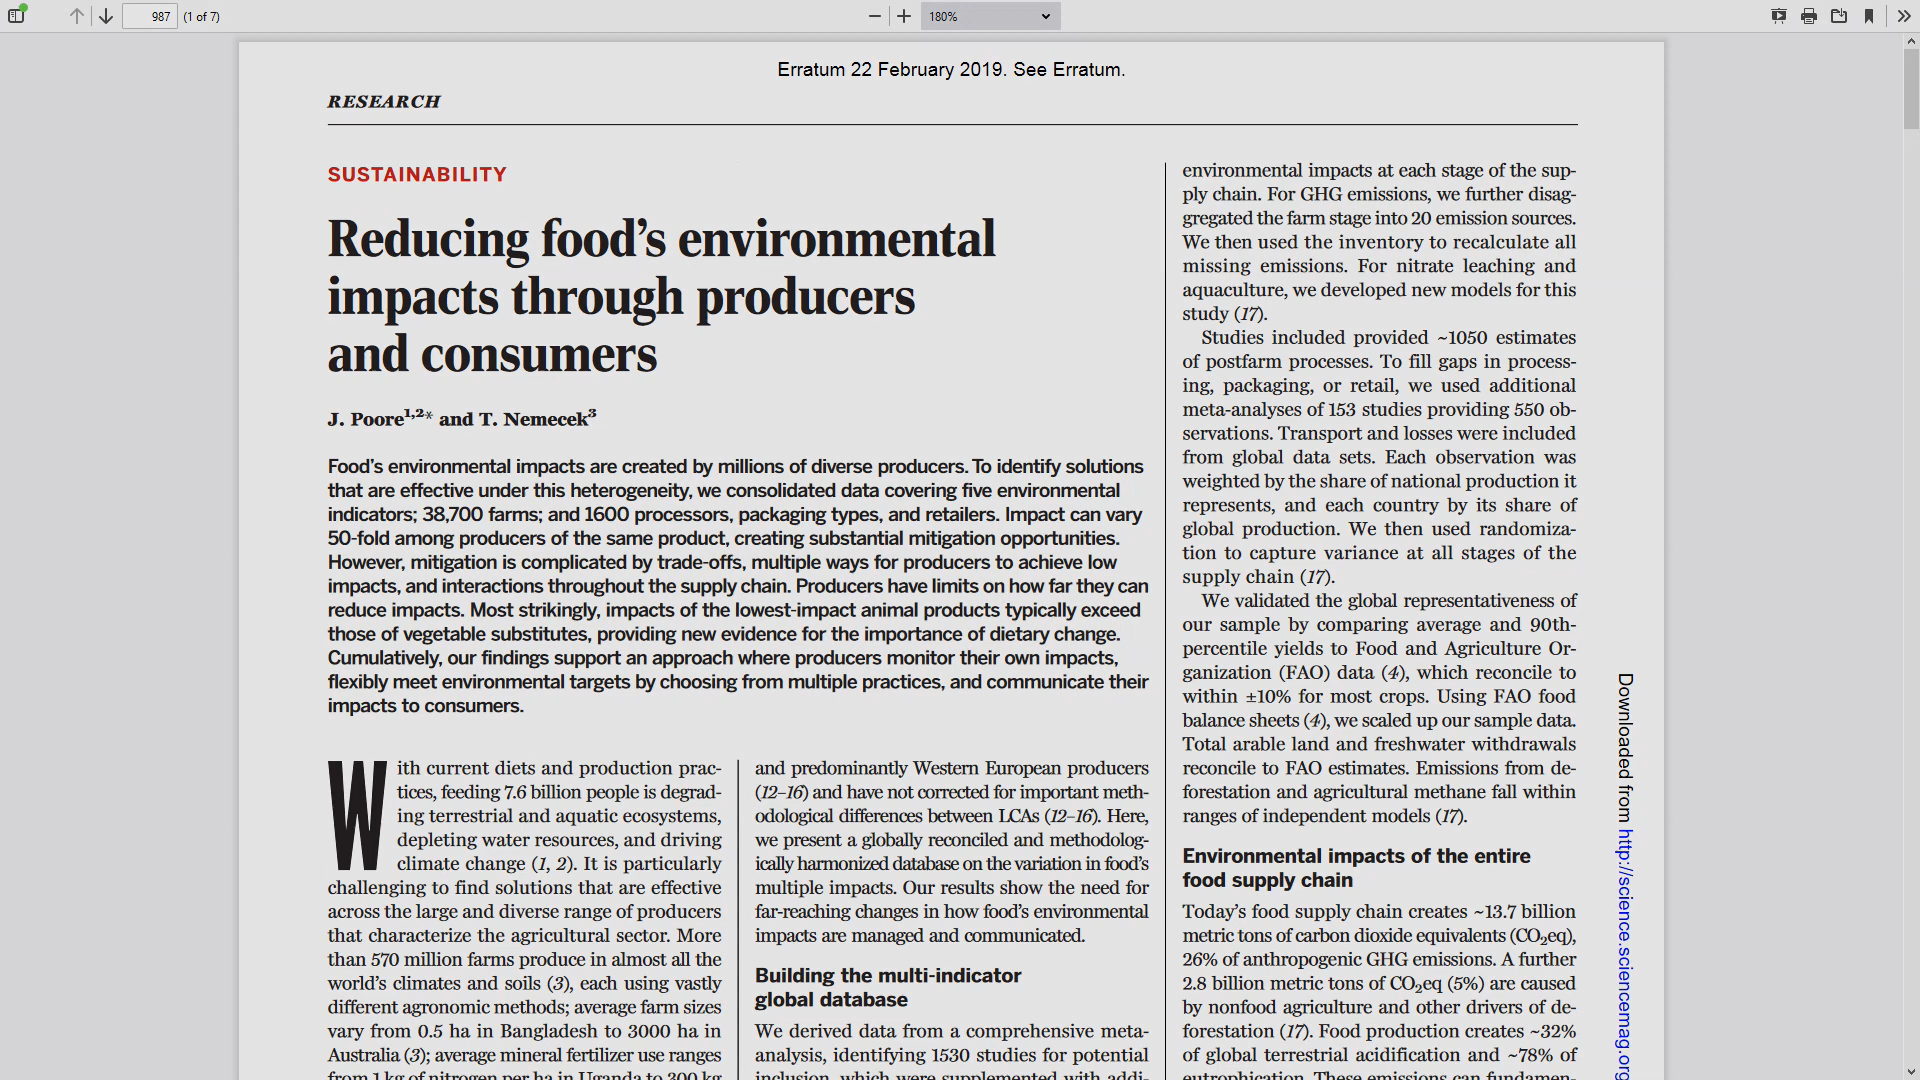 987
(1 of 7)
180%
Erratum 22 February 2019. See Erratum.
RESEARCH
SUSTAINABILITY
Reducing food’s environmental
impacts through producers
and consumers
J. Poore1,2* and T. Nemecek3
Food’s environmental impacts are created by millions of diverse producers. To identify solutions
that are effective under this heterogeneity, we consolidated data covering five environmental
indicators; 38,700 farms; and 1600 processors, packaging types, and retailers. Impact can vary
50-fold among producers of the same product, creating substantial mitigation opportunities.
However, mitigation is complicated by trade-offs, multiple ways for producers to achieve low
impacts, and interactions throughout the supply chain. Producers have limits on how far they can
reduce impacts. Most strikingly, impacts of the lowest-impact animal products typically exceed
those of vegetable substitutes, providing new evidence for the importance of dietary change.
Cumulatively, our findings support an approach where producers monitor their own impacts,
flexibly meet environmental targets by choosing from multiple practices, and communicate their
impacts to consumers.
With current diets and production prac-
tices, feeding 7.6 billion people is degrad-
ing terrestrial and aquatic ecosystems,
depleting water resources, and driving
climate change (1, 2). It is particularly
challenging to find solutions that are effective
across the large and diverse range of producers
that characterize the agricultural sector. More
than 570 million farms produce in almost all the
world’s climates and soils (3), each using vastly
different agronomic methods; average farm sizes
vary from 0.5 ha in Bangladesh to 3000 ha in
Australia (3); average mineral fertilizer use ranges
from 1 kg of nitrogen per ha in Uganda to 300 kg
and predominantly Western European producers
(12–16) and have not corrected for important meth-
odological differences between LCAs (12–16). Here,
we present a globally reconciled and methodolog-
ically harmonized database on the variation in food’s
multiple impacts. Our results show the need for
far-reaching changes in how food’s environmental
impacts are managed and communicated.
Building the multi-indicator
global database
We derived data from a comprehensive meta-
analysis, identifying 1530 studies for potential
inclusion, which were supplemented with addi-
environmental impacts at each stage of the sup-
ply chain. For GHG emissions, we further disag-
gregated the farm stage into 20 emission sources.
We then used the inventory to recalculate all
missing emissions. For nitrate leaching and
aquaculture, we developed new models for this
study (17).
Studies included provided ~1050 estimates
of postfarm processes. To fill gaps in process-
ing, packaging, or retail, we used additional
meta-analyses of 153 studies providing 550 ob-
servations. Transport and losses were included
from global data sets. Each observation was
weighted by the share of national production it
represents, and each country by its share of
global production. We then used randomiza-
tion to capture variance at all stages of the
supply chain (17).
We validated the global representativeness of
our sample by comparing average and 90th-
percentile yields to Food and Agriculture Or-
ganization (FAO) data (4), which reconcile to
within ±10% for most crops. Using FAO food
balance sheets (4), we scaled up our sample data.
Total arable land and freshwater withdrawals
reconcile to FAO estimates. Emissions from de-
forestation and agricultural methane fall within
ranges of independent models (17).
Environmental impacts of the entire
food supply chain
Today’s food supply chain creates ~13.7 billion
metric tons of carbon dioxide equivalents (CO2eq),
26% of anthropogenic GHG emissions. A further
2.8 billion metric tons of CO2eq (5%) are caused
by nonfood agriculture and other drivers of de-
forestation (17). Food production creates ~32%
of global terrestrial acidification and ~78% of
eutrophication. These emissions can fundamen-
Downloaded from http://science.sciencemag.org